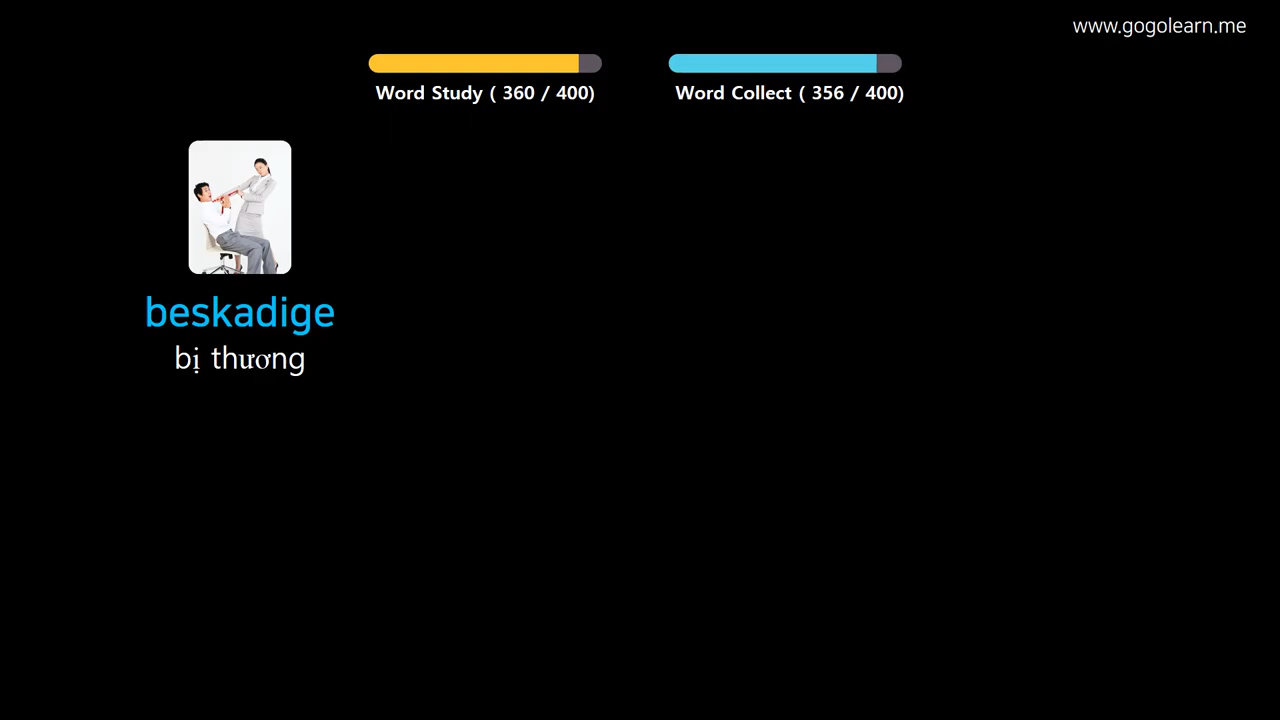 www.gogolearn.me
Word Study ( 360 / 400)
Word Collect ( 356 / 400)
beskadige
bị thương